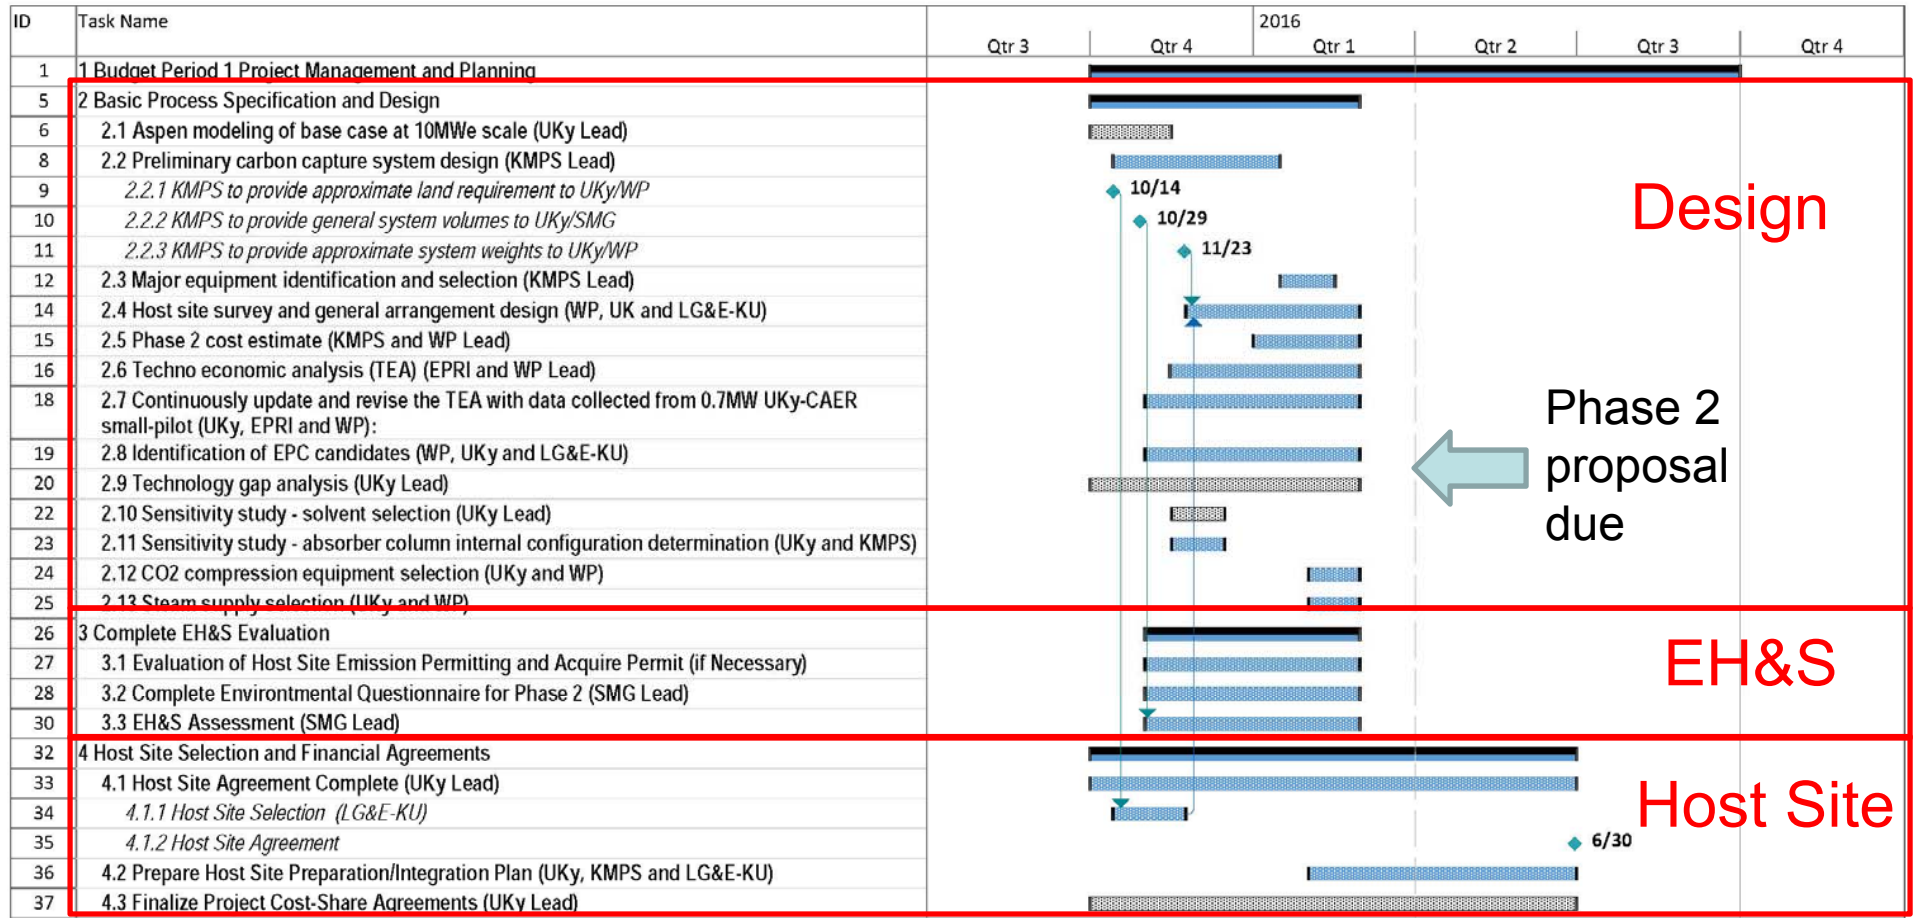 ID Task Name 2016
Qtr 3 Qtr 4 Qtr 1 Qtr 2 Qtr 3 Qtr 4
1 1 Budget Period 1 Project Management and Planning
5 2 Basic Process Specification and Design
6 2.1 Aspen modeling of base case at 10MWe scale (UKy Lead)
8 2.2 Preliminary carbon capture system design (KMPS Lead)
9 2.2.1 KMPS to provide approximate land requirement to UKy/WP 10/14
10 2.2.2 KMPS to provide general system volumes to UKy/SMG 10/29
11 2.2.3 KMPS to provide approximate system weights to UKy/WP 11/23
Design
12 2.3 Major equipment identification and selection (KMPS Lead)
14 2.4 Host site survey and general arrangement design (WP, UK and LG&E-KU)
15 2.5 Phase 2 cost estimate (KMPS and WP Lead)
16 2.6 Techno economic analysis (TEA) (EPRI and WP Lead)
18 2.7 Continuously update and revise the TEA with data collected from 0.7MW UKy-CAER
small-pilot (UKy, EPRI and WP):
19 2.8 Identification of EPC candidates (WP, UKy and LG&E-KU)
20 2.9 Technology gap analysis (UKy Lead)
Phase 2
proposal
due
22 2.10 Sensitivity study - solvent selection (UKy Lead)
23 2.11 Sensitivity study - absorber column internal configuration determination (UKy and KMPS)
24 2.12 CO2 compression equipment selection (UKy and WP)
25 2.13 Steam supply selection (UKy and WP)
26 3 Complete EH&S Evaluation
27 3.1 Evaluation of Host Site Emission Permitting and Acquire Permit (if Necessary)
28 3.2 Complete Environtmental Questionnaire for Phase 2 (SMG Lead)
30 3.3 EH&S Assessment (SMG Lead)
EH&S
32 4 Host Site Selection and Financial Agreements
33 4.1 Host Site Agreement Complete (UKy Lead)
34 4.1.1 Host Site Selection (LG&E-KU)
Host Site
35 4.1.2 Host Site Agreement 6/30
36 4.2 Prepare Host Site Preparation/Integration Plan (UKy, KMPS and LG&E-KU)
37 4.3 Finalize Project Cost-Share Agreements (UKy Lead)